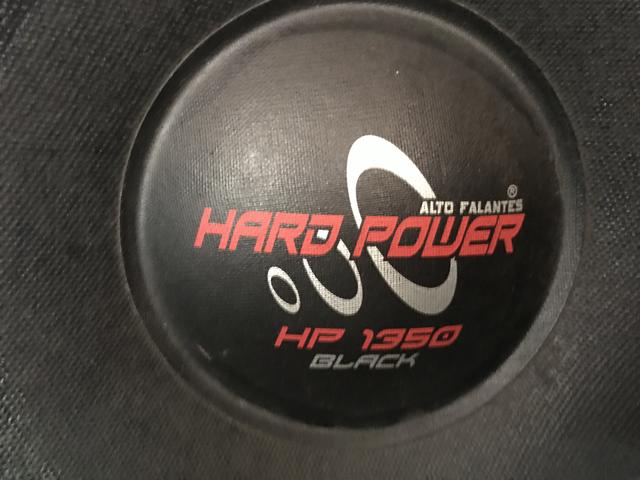 ALTO FALANTES ®
HARD POWER
HP 1350
BLACK